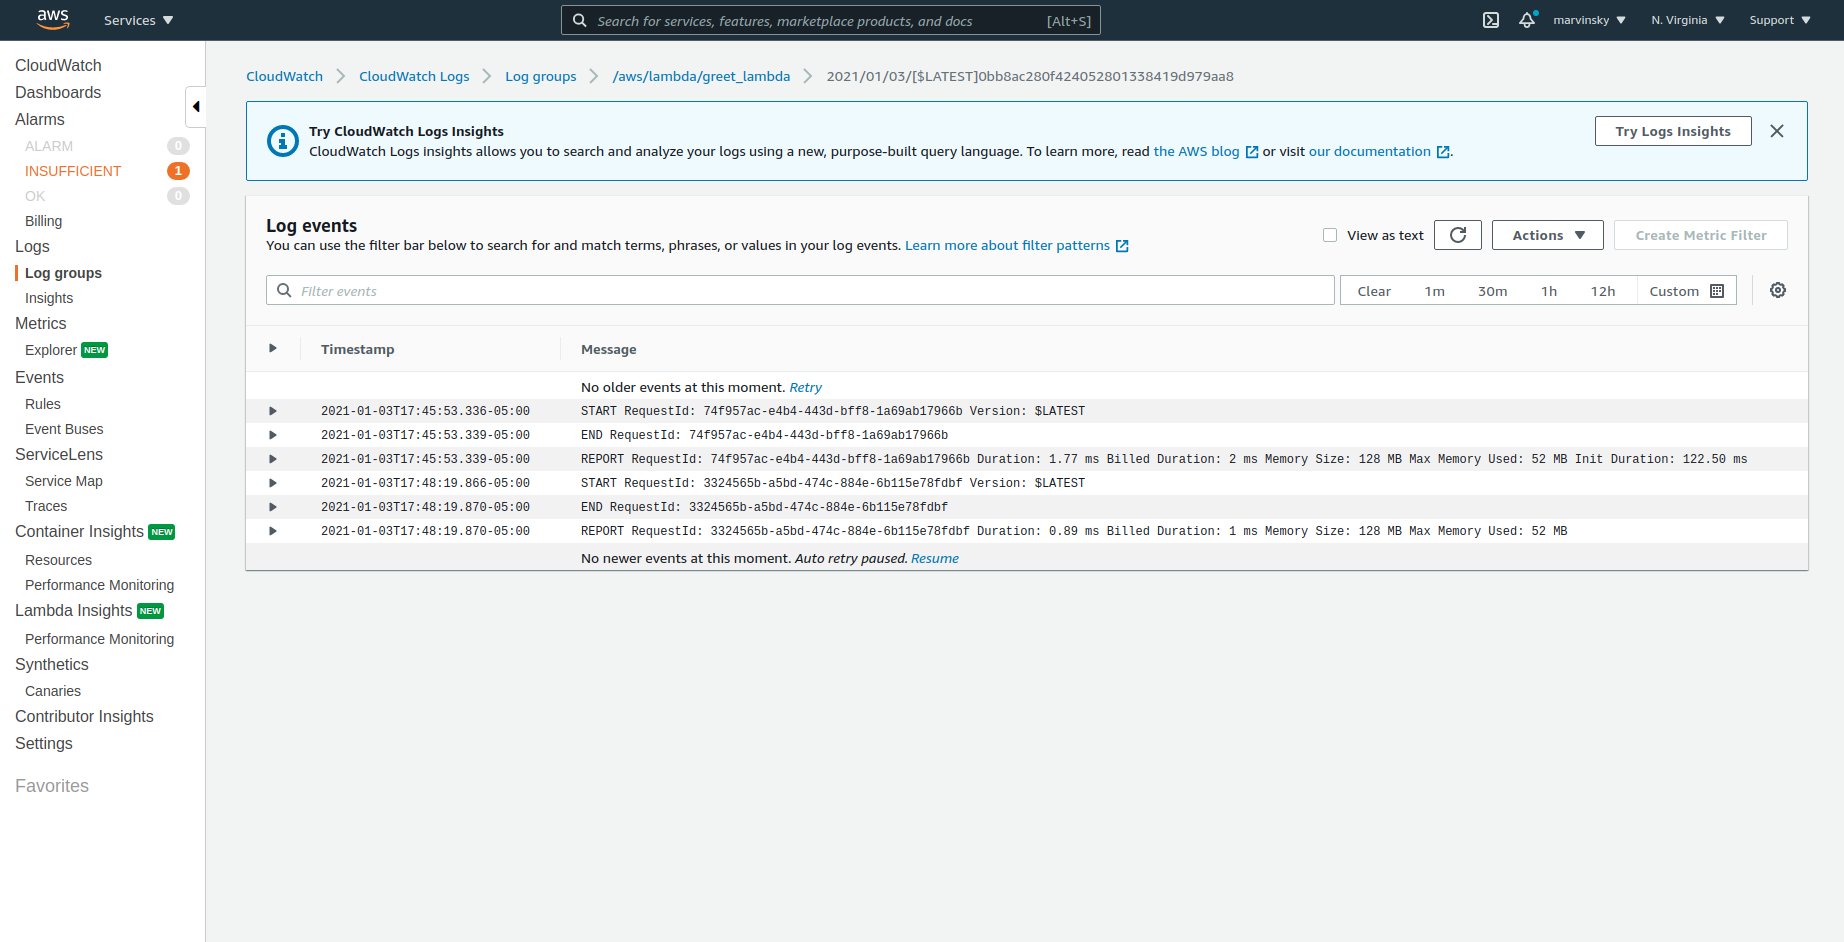 aws Services Search for services, features, marketplace products, and docs [Alt+S] marvinsky N. Virginia Support
CloudWatch
Dashboards
Alarms
ALARM 0
INSUFFICIENT 1
OK 0
Billing
Logs
Log groups
Insights
Metrics
Explorer NEW
Events
Rules
Event Buses
ServiceLens
Service Map
Traces
Container Insights NEW
Resources
Performance Monitoring
Lambda Insights NEW
Performance Monitoring
Synthetics
Canaries
Contributor Insights
Settings
Favorites
CloudWatch CloudWatch Logs Log groups /aws/lambda/greet_lambda 2021/01/03/[$LATEST]0bb8ac280f424052801338419d979aa8
Try CloudWatch Logs Insights
CloudWatch Logs insights allows you to search and analyze your logs using a new, purpose-built query language. To learn more, read the AWS blog or visit our documentation .
Try Logs Insights
Log events
You can use the filter bar below to search for and match terms, phrases, or values in your log events. Learn more about filter patterns
View as text Actions Create Metric Filter
Filter events Clear 1m 30m 1h 12h Custom
Timestamp Message
No older events at this moment. Retry
2021-01-03T17:45:53.336-05:00 START RequestId: 74f957ac-e4b4-443d-bff8-1a69ab17966b Version: $LATEST
2021-01-03T17:45:53.339-05:00 END RequestId: 74f957ac-e4b4-443d-bff8-1a69ab17966b
2021-01-03T17:45:53.339-05:00 REPORT RequestId: 74f957ac-e4b4-443d-bff8-1a69ab17966b Duration: 1.77 ms Billed Duration: 2 ms Memory Size: 128 MB Max Memory Used: 52 MB Init Duration: 122.50 ms
2021-01-03T17:48:19.866-05:00 START RequestId: 3324565b-a5bd-474c-884e-6b115e78fdbf Version: $LATEST
2021-01-03T17:48:19.870-05:00 END RequestId: 3324565b-a5bd-474c-884e-6b115e78fdbf
2021-01-03T17:48:19.870-05:00 REPORT RequestId: 3324565b-a5bd-474c-884e-6b115e78fdbf Duration: 0.89 ms Billed Duration: 1 ms Memory Size: 128 MB Max Memory Used: 52 MB
No newer events at this moment. Auto retry paused. Resume